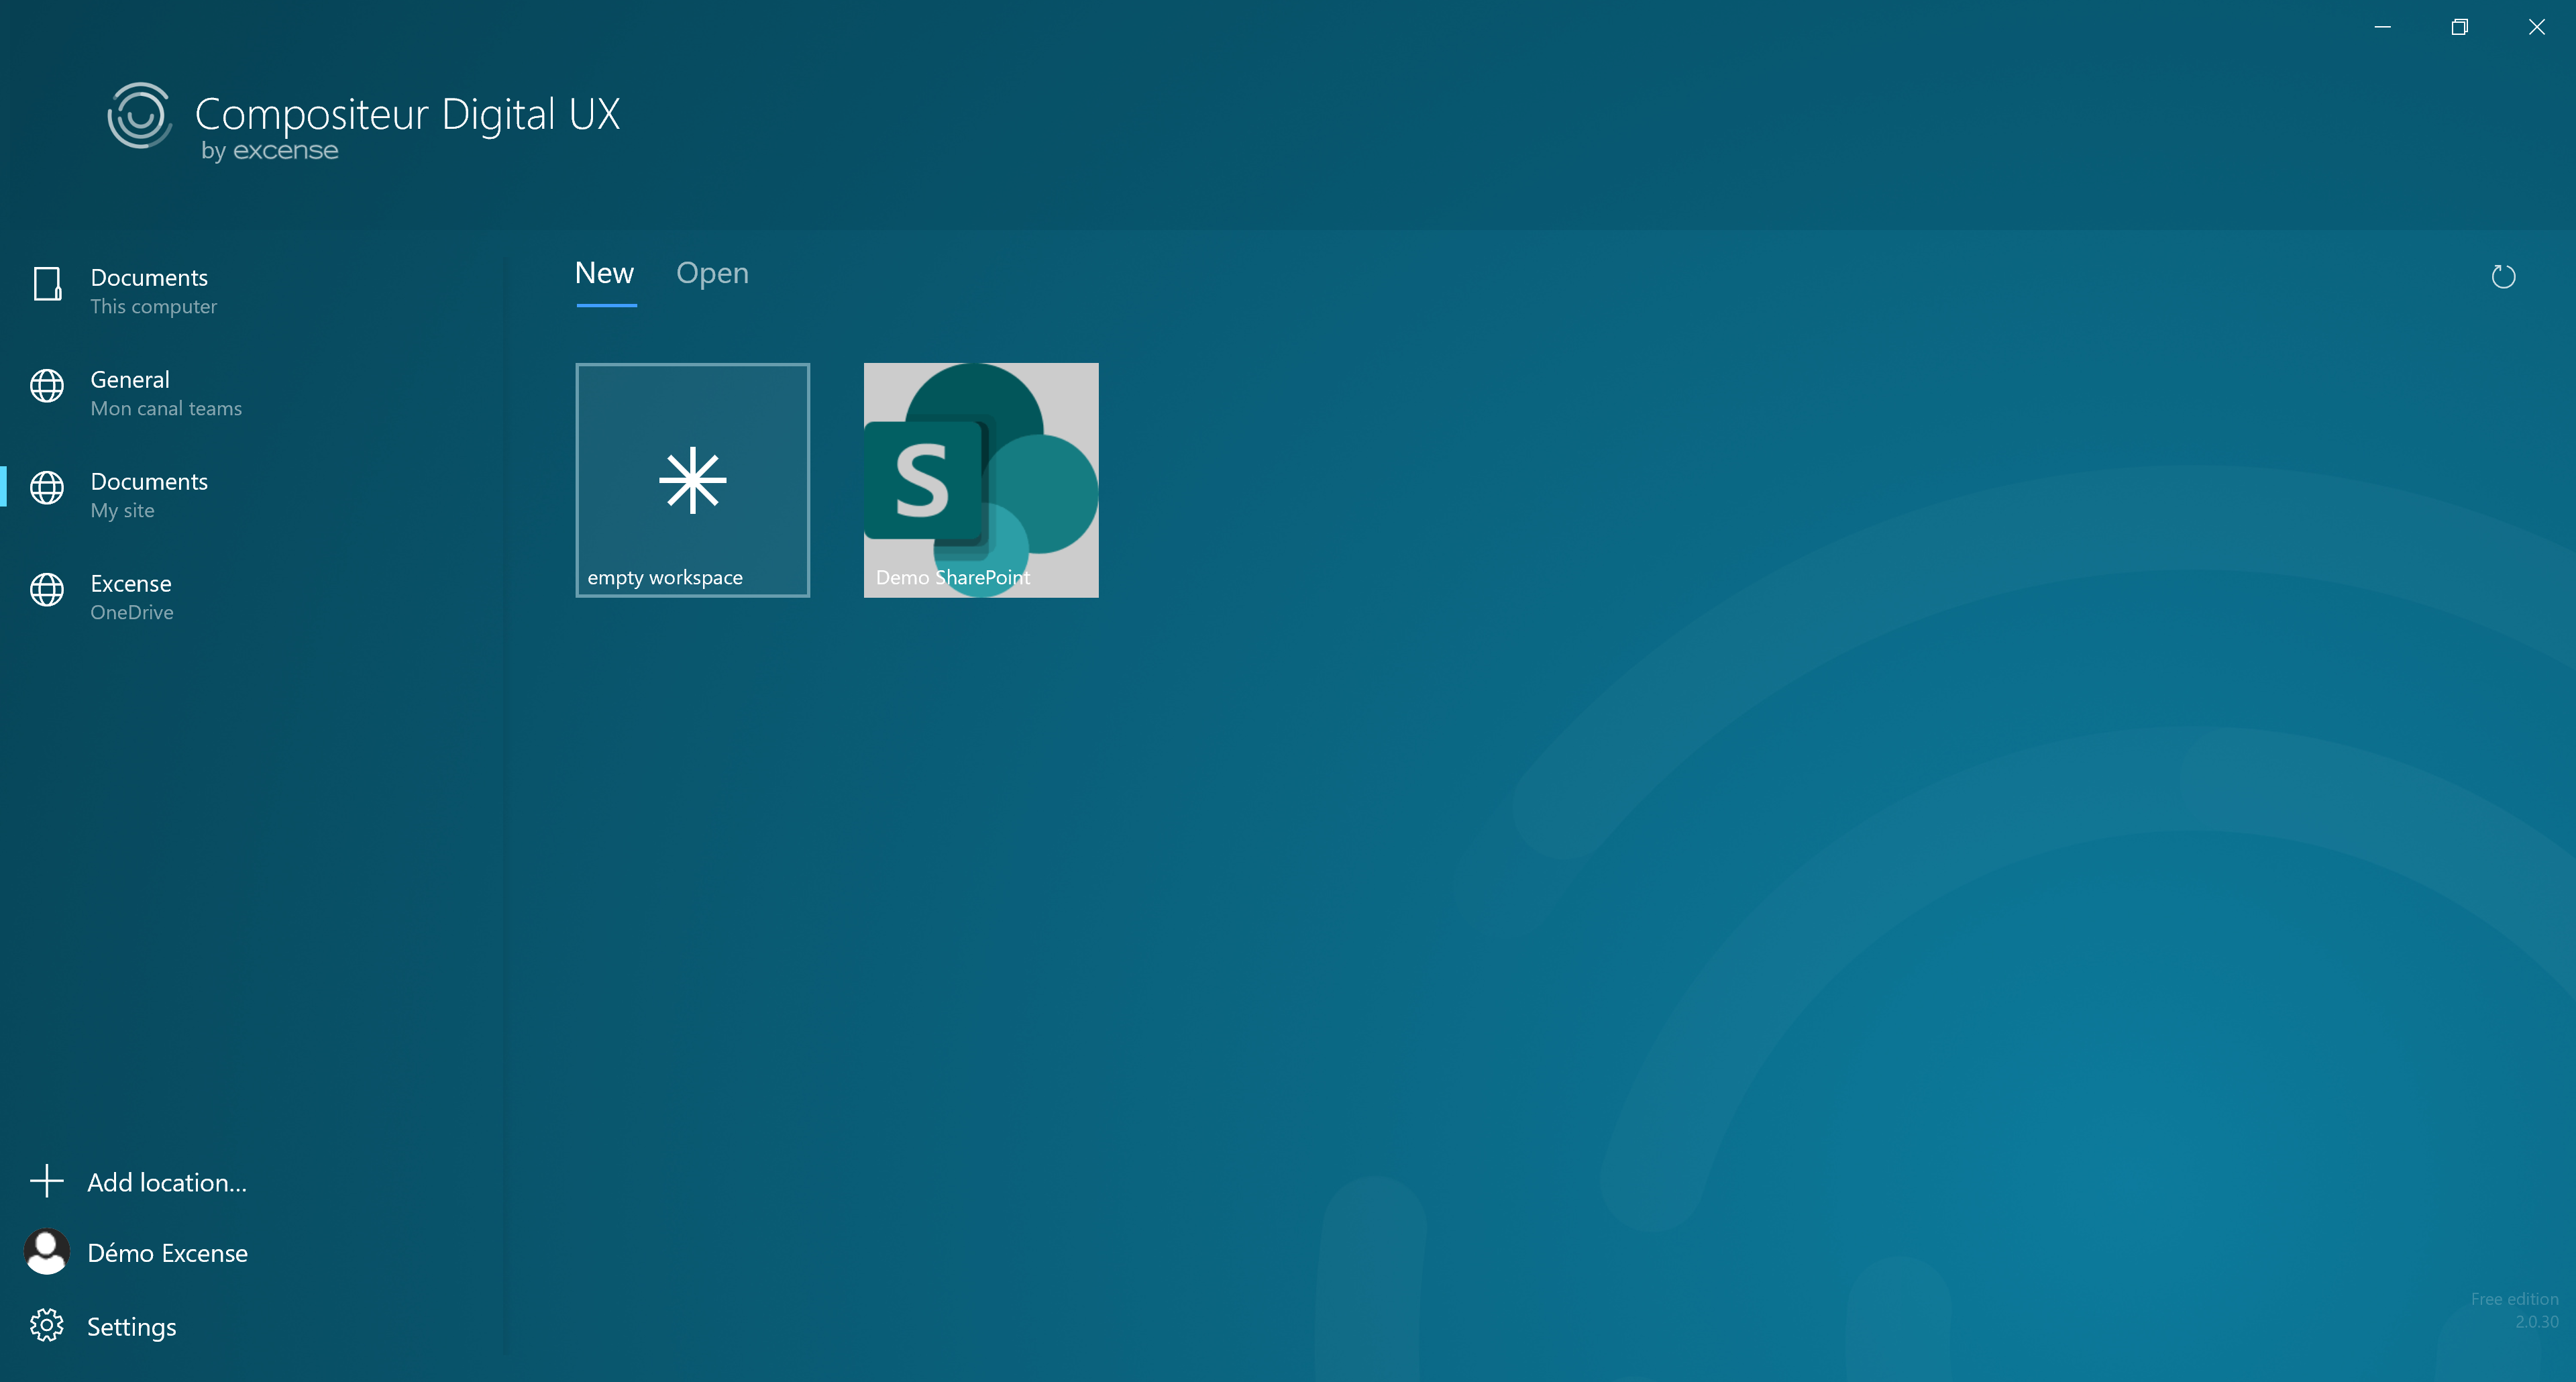 Compositeur Digital UX
by excense
Documents
This computer
General
Mon canal teams
Documents
My site
Excense
OneDrive
Add location...
Démo Excense
Settings
New
Open
empty workspace
S
Demo SharePoint
Free edition
2.0.30